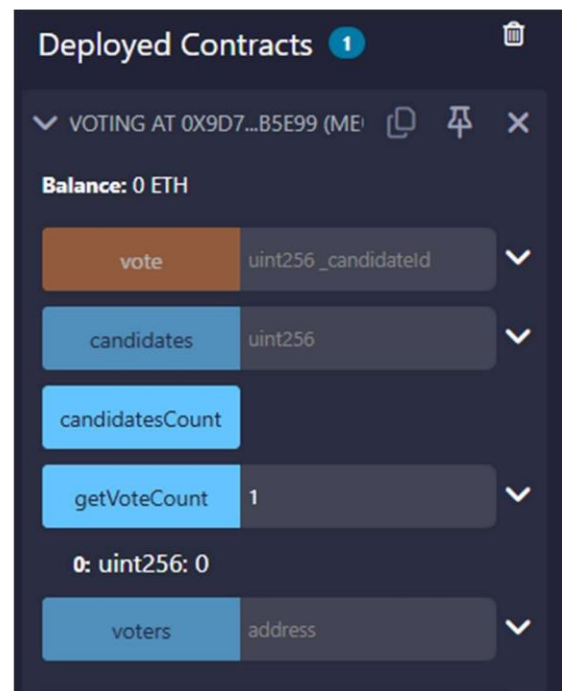 Deployed Contracts 1
VOTING AT 0X9D7...B5E99 (ME
Balance: 0 ETH
vote uint256 _candidateId
candidates uint256
candidatesCount
getVoteCount 1
0: uint256: 0
voters address